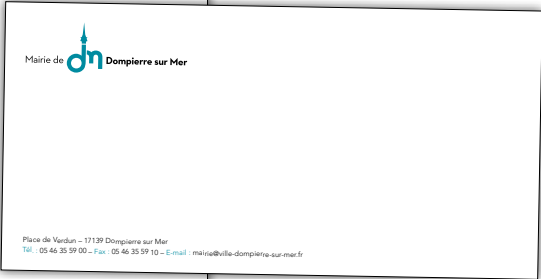 Mairie de dn Dompierre sur Mer
Place de Verdun – 17139 Dompierre sur Mer
Tél. : 05 46 35 59 00 – Fax : 05 46 35 59 10 – E-mail : mairie@ville-dompierre-sur-mer.fr